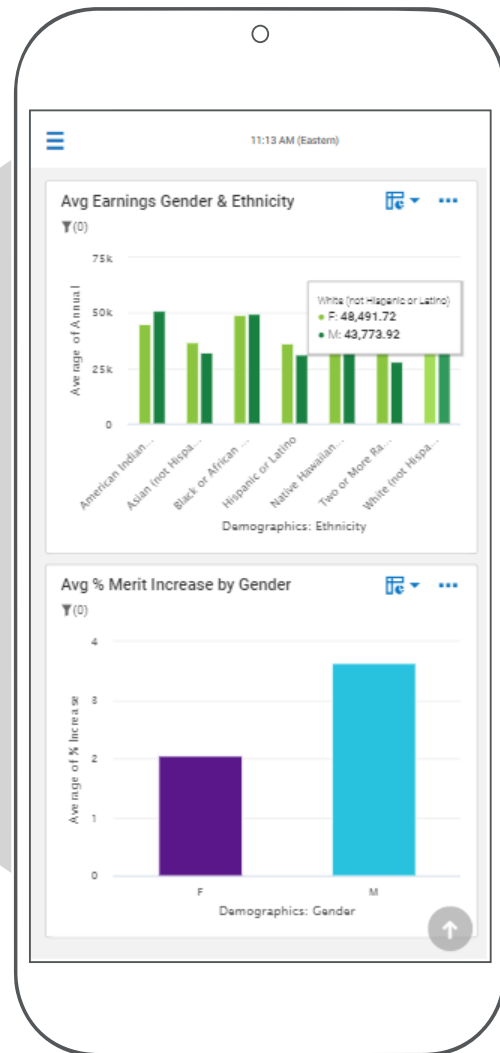 11:13 AM (Eastern)
Avg Earnings Gender & Ethnicity
(0)
75k
50k
25k
0
Average of Annual
White (not Hispanic or Latino)
F: 48,491.72
M: 43,773.92
American Indian...
Asian (not Hispa...
Black or African ...
Hispanic or Latino
Native Hawaiian...
Two or More Ra...
White (not Hispa...
Demographics: Ethnicity
Avg % Merit Increase by Gender
(0)
4
3
2
1
0
Average of % Increase
F
M
Demographics: Gender